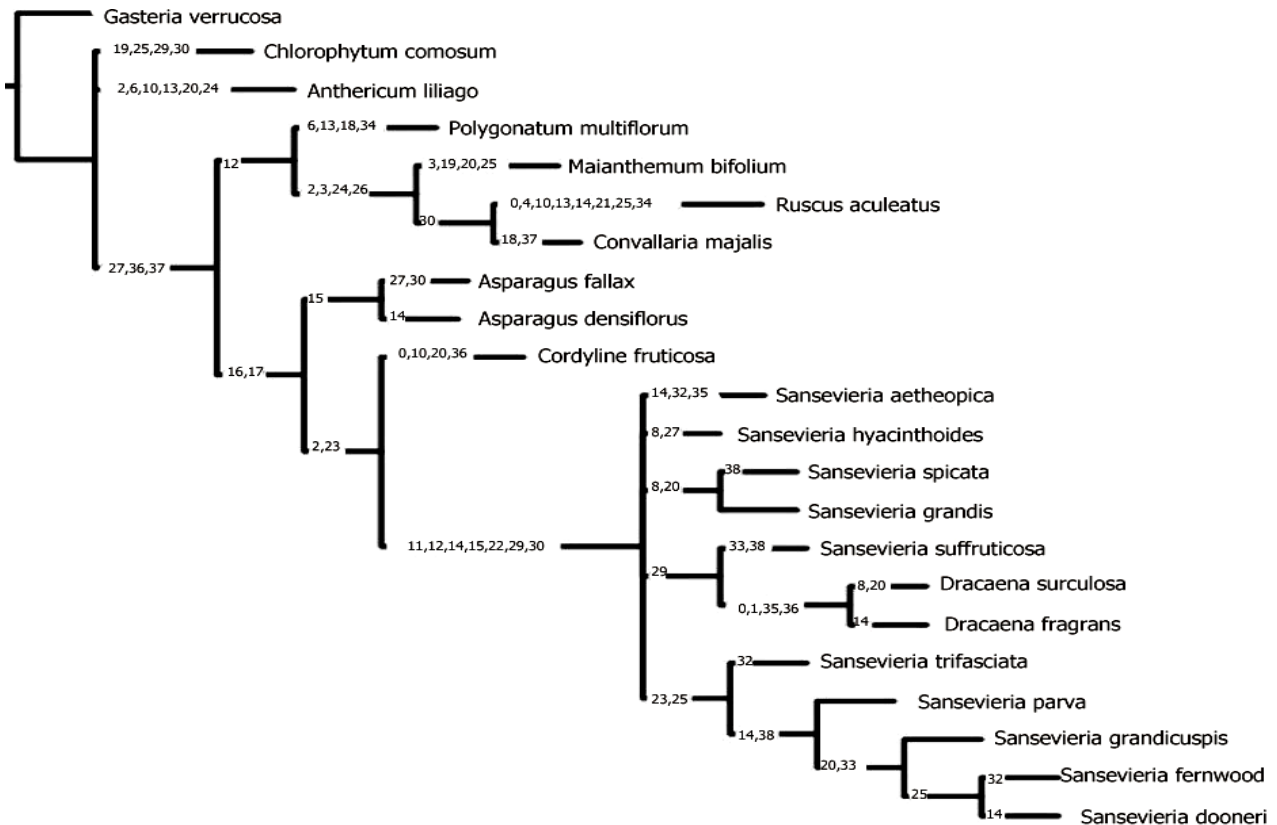 Gasteria verrucosa
19,25,29,30 Chlorophytum comosum
2,6,10,13,20,24 Anthericum liliago
6,13,18,34 Polygonatum multiflorum
12
3,19,20,25 Maianthemum bifolium
2,3,24,26
0,4,10,13,14,21,25,34 Ruscus aculeatus
30
18,37 Convallaria majalis
27,36,37
27,30 Asparagus fallax
15
14 Asparagus densiflorus
0,10,20,36 Cordyline fruticosa
16,17
14,32,35 Sansevieria aetheopica
8,27 Sansevieria hyacinthoides
2,23
38 Sansevieria spicata
8,20
Sansevieria grandis
11,12,14,15,22,29,30
33,38 Sansevieria suffruticosa
29
8,20 Dracaena surculosa
0,1,35,36
14 Dracaena fragrans
32 Sansevieria trifasciata
23,25
Sansevieria parva
14,38
Sansevieria grandicuspis
20,33
32 Sansevieria fernwood
25
14 Sansevieria dooneri